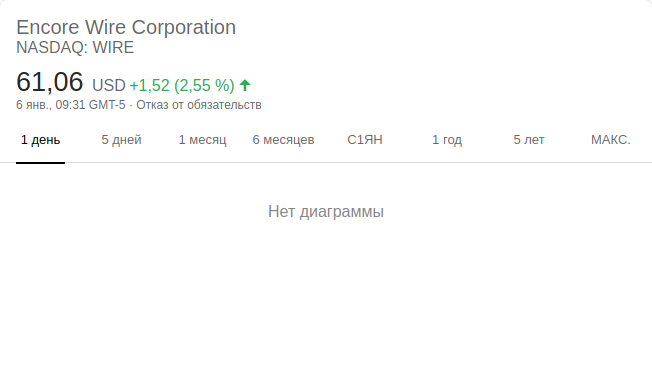 Encore Wire Corporation
NASDAQ: WIRE
61,06 USD +1,52 (2,55 %) ↑
6 янв., 09:31 GMT-5 · Отказ от обязательств
1 день 5 дней 1 месяц 6 месяцев С1ЯН 1 год 5 лет МАКС.
Нет диаграммы